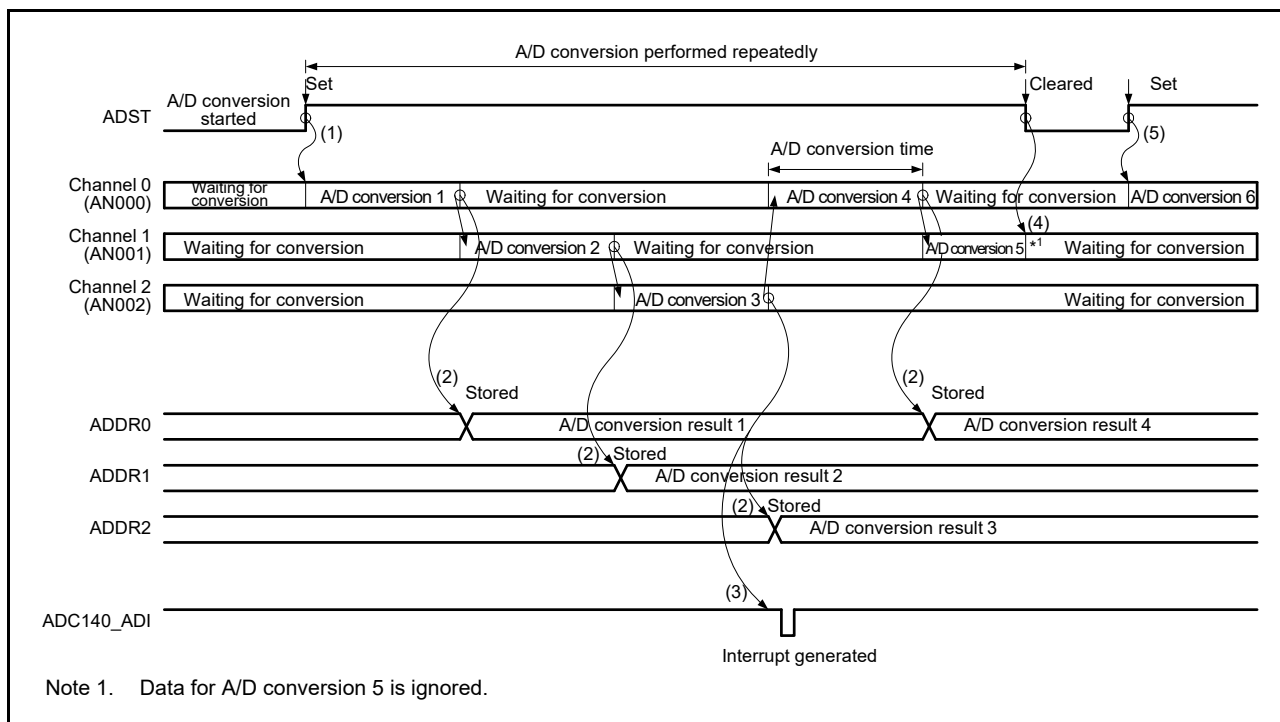 A/D conversion performed repeatedly
Set
Cleared
Set
A/D conversion
started
ADST
(1)
(5)
A/D conversion time
Channel 0
(AN000)
Waiting for
conversion
A/D conversion 1
Waiting for conversion
A/D conversion 4
Waiting for conversion
A/D conversion 6
(4)
Channel 1
(AN001)
Waiting for conversion
A/D conversion 2
Waiting for conversion
A/D conversion 5
*1
Waiting for conversion
Channel 2
(AN002)
Waiting for conversion
A/D conversion 3
Waiting for conversion
(2)
Stored
(2)
Stored
ADDR0
A/D conversion result 1
A/D conversion result 4
(2)
Stored
ADDR1
A/D conversion result 2
(2)
Stored
ADDR2
A/D conversion result 3
(3)
ADC140_ADI
Interrupt generated
Note 1. Data for A/D conversion 5 is ignored.